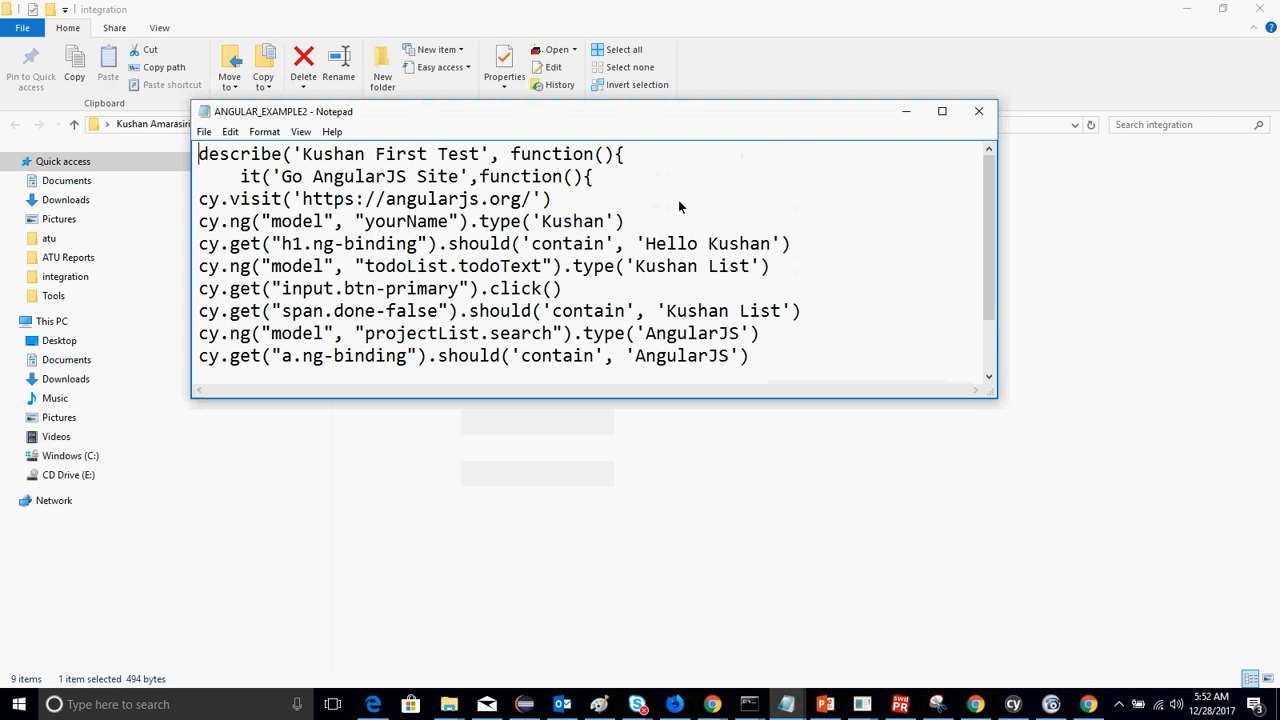 integration
File
Home
Share
View
Pin to Quick access
Copy
Paste
Cut
Copy path
Paste shortcut
Clipboard
Move to
Copy to
Delete
Rename
New folder
New item
Easy access
Properties
Open
Edit
History
Select all
Select none
Invert selection
Kushan Amarasiri
Search integration
ANGULAR_EXAMPLE2 - Notepad
File Edit Format View Help
describe('Kushan First Test', function(){
it('Go AngularJS Site',function(){
cy.visit('https://angularjs.org/')
cy.ng("model", "yourName").type('Kushan')
cy.get("h1.ng-binding").should('contain', 'Hello Kushan')
cy.ng("model", "todoList.todoText").type('Kushan List')
cy.get("input.btn-primary").click()
cy.get("span.done-false").should('contain', 'Kushan List')
cy.ng("model", "projectList.search").type('AngularJS')
cy.get("a.ng-binding").should('contain', 'AngularJS')
Quick access
Documents
Downloads
Pictures
atu
ATU Reports
integration
Tools
This PC
Desktop
Documents
Downloads
Music
Pictures
Videos
Windows (C:)
CD Drive (E:)
Network
9 items 1 item selected 494 bytes
Type here to search
5:52 AM
12/28/2017